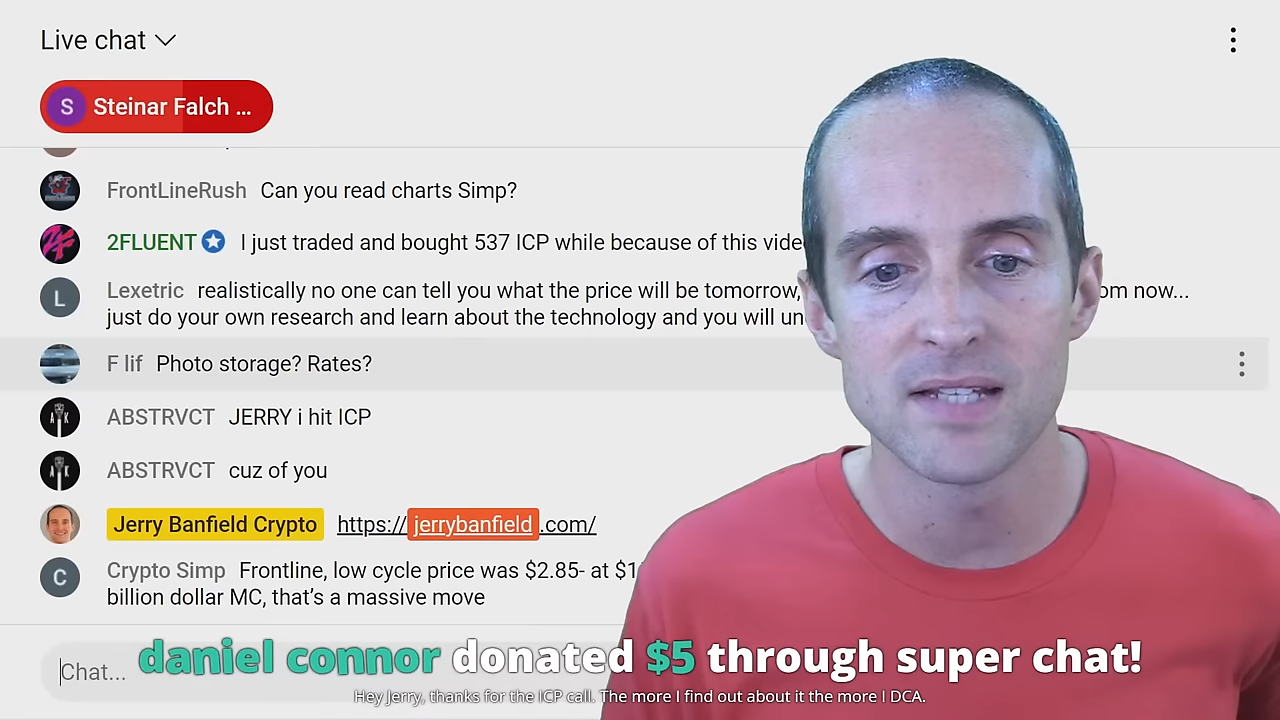 Live chat
S Steinar Falch ...
FrontLineRush Can you read charts Simp?
2FLUENT I just traded and bought 537 ICP while because of this
L Lexetric realistically no one can tell you what the price will be tomorrow, now...
just do your own research and learn about the technology and you will
F lif Photo storage? Rates?
ABSTRVCT JERRY i hit ICP
ABSTRVCT cuz of you
Jerry Banfield Crypto https://jerrybanfield.com/
C Crypto Simp Frontline, low cycle price was $2.85- at
billion dollar MC, that's a massive move
daniel connor donated $5 through super chat!
Chat...
Hey Jerry, thanks for the ICP call. The more I find out about it the more I DCA.